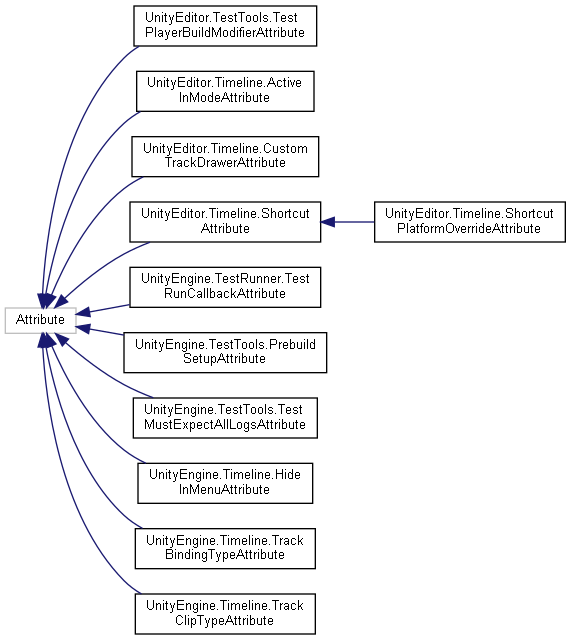 UnityEditor.TestTools.Test
PlayerBuildModifierAttribute
UnityEditor.Timeline.Active
InModeAttribute
UnityEditor.Timeline.Custom
TrackDrawerAttribute
UnityEditor.Timeline.Shortcut
Attribute
UnityEditor.Timeline.Shortcut
PlatformOverrideAttribute
UnityEngine.TestRunner.Test
RunCallbackAttribute
Attribute
UnityEngine.TestTools.Prebuild
SetupAttribute
UnityEngine.TestTools.Test
MustExpectAllLogsAttribute
UnityEngine.Timeline.Hide
InMenuAttribute
UnityEngine.Timeline.Track
BindingTypeAttribute
UnityEngine.Timeline.Track
ClipTypeAttribute